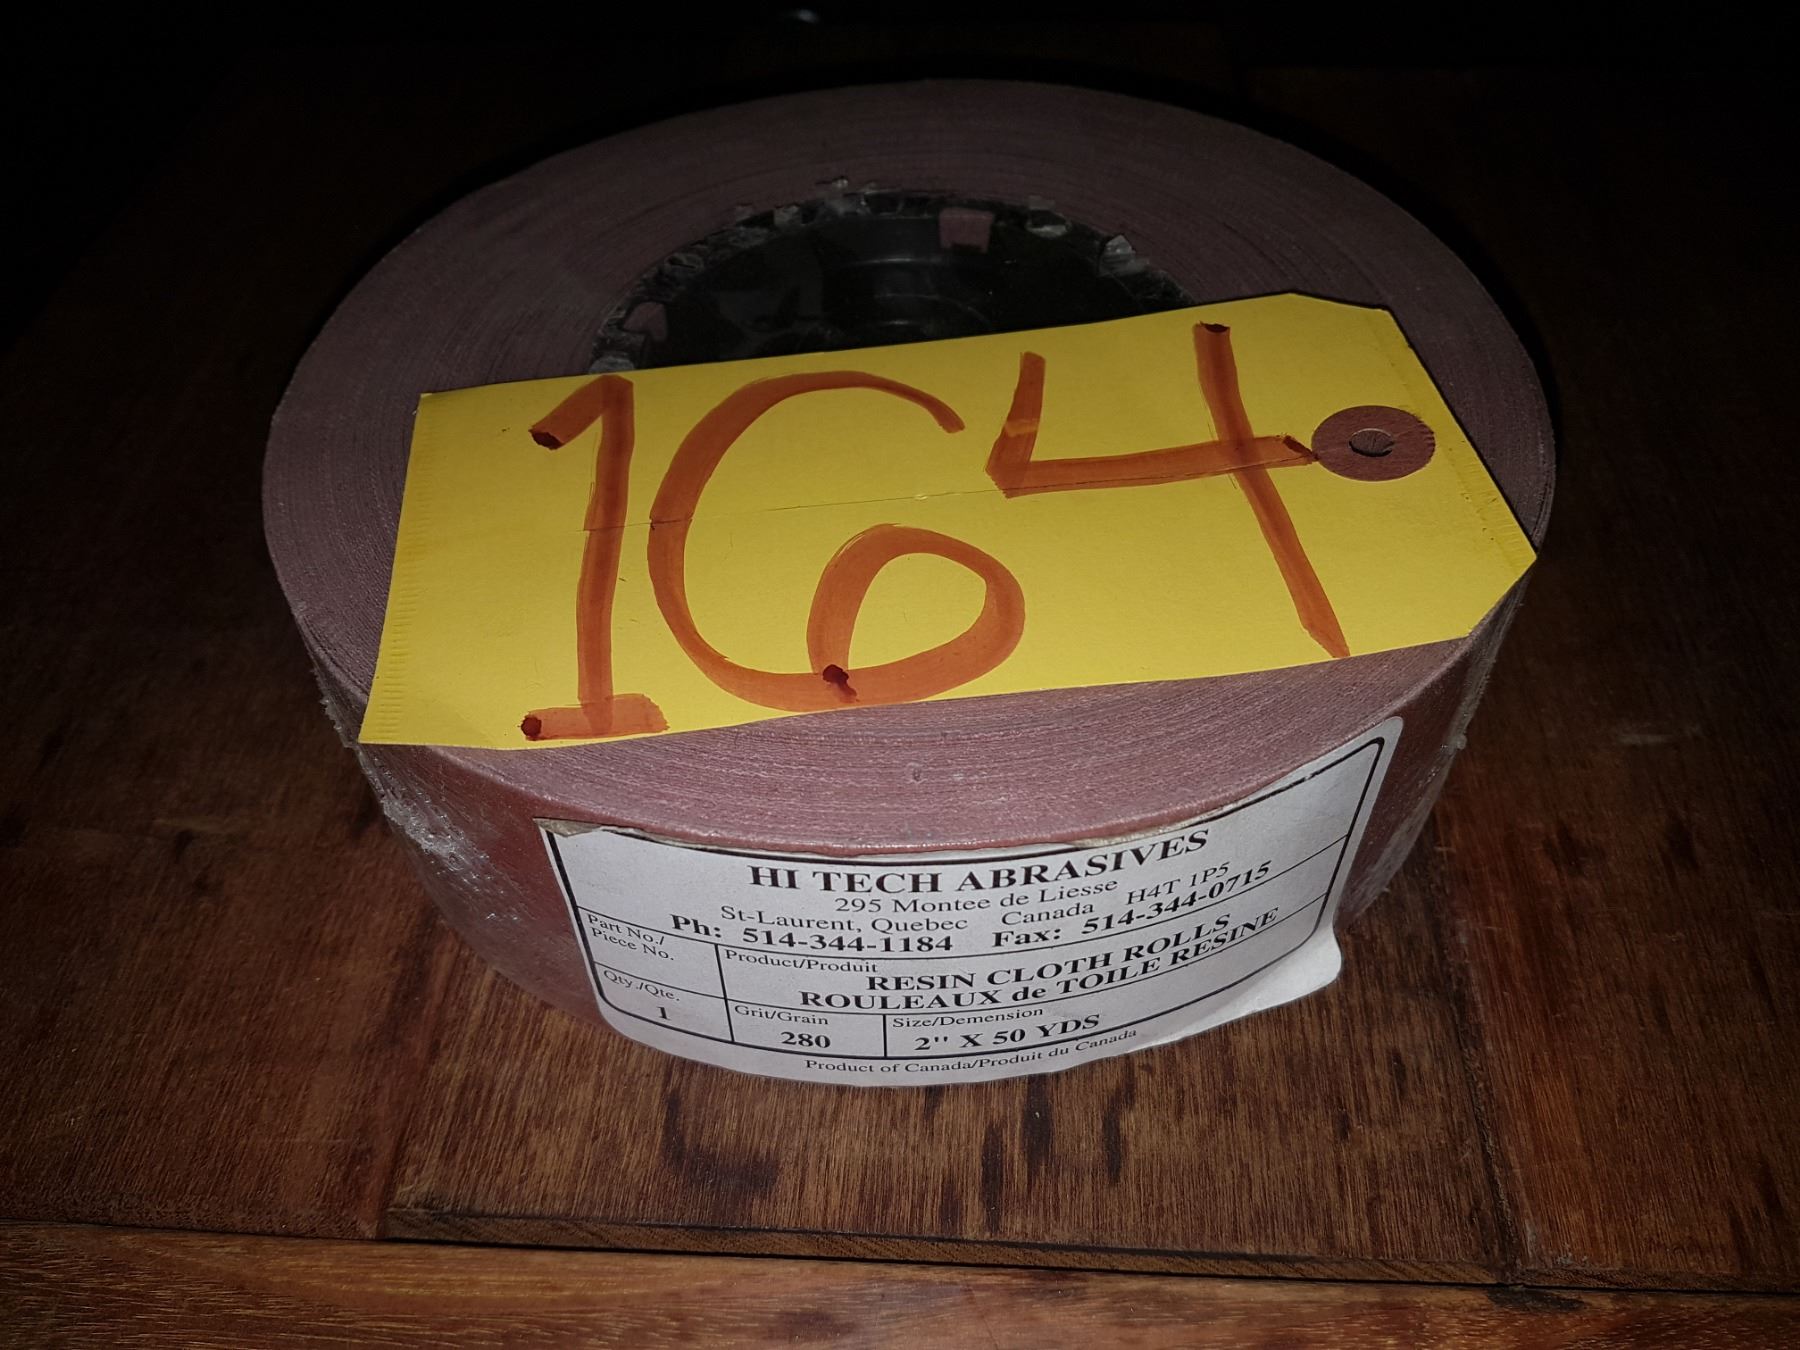 164
HI TECH ABRASIVES
295 Montee de Liesse
St-Laurent, Quebec Canada H4T 1P5
Ph: 514-344-1184 Fax: 514-344-0715
Part No./
Piece No.
Product/Produit
RESIN CLOTH ROLLS
ROULEAUX de TOILE RESINE
Qty./Qte.
1
Grit/Grain
280
Size/Demension
2" X 50 YDS
Product of Canada/Produit du Canada